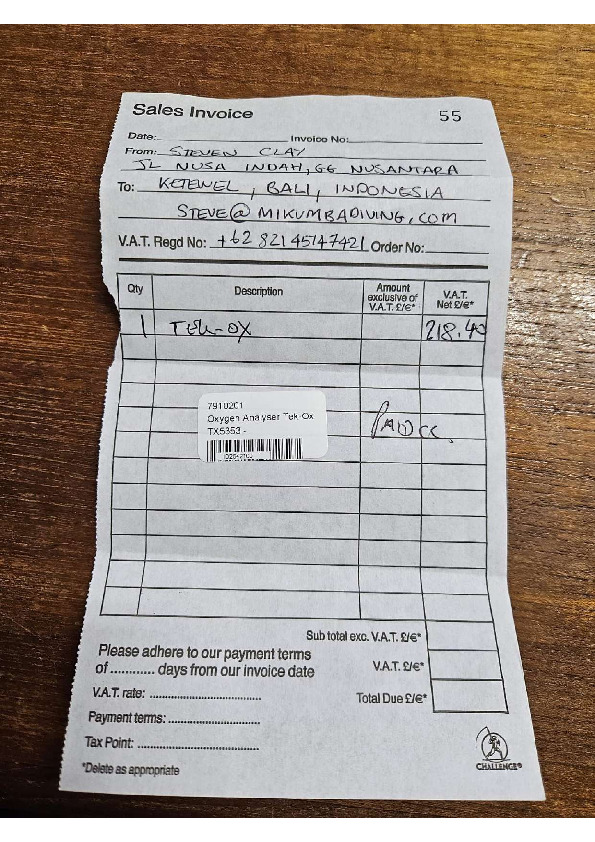 Sales Invoice 55
Date: Invoice No:
From: STEVEN CLAY
JL NUSA INDAH, GG NUSANTARA
To: KETEWEL, BALI, INDONESIA
STEVE@MIKUMBADIVING,COM
V.A.T. Regd No: +62 82145147421 Order No:
Qty Description Amount exclusive of V.A.T. £/€* V.A.T. Net £/€*
1 Tek-OX 218.40
7910201
Oxygen Analyser Tek-Ox
TX5353 -
PAID CC
Sub total exc. V.A.T. £/€*
Please adhere to our payment terms
of ............ days from our invoice date
V.A.T. £/€*
V.A.T. rate: ..............................
Total Due £/€*
Payment terms: .........................
Tax Point: .................................
*Delete as appropriate
CHALLENGE®